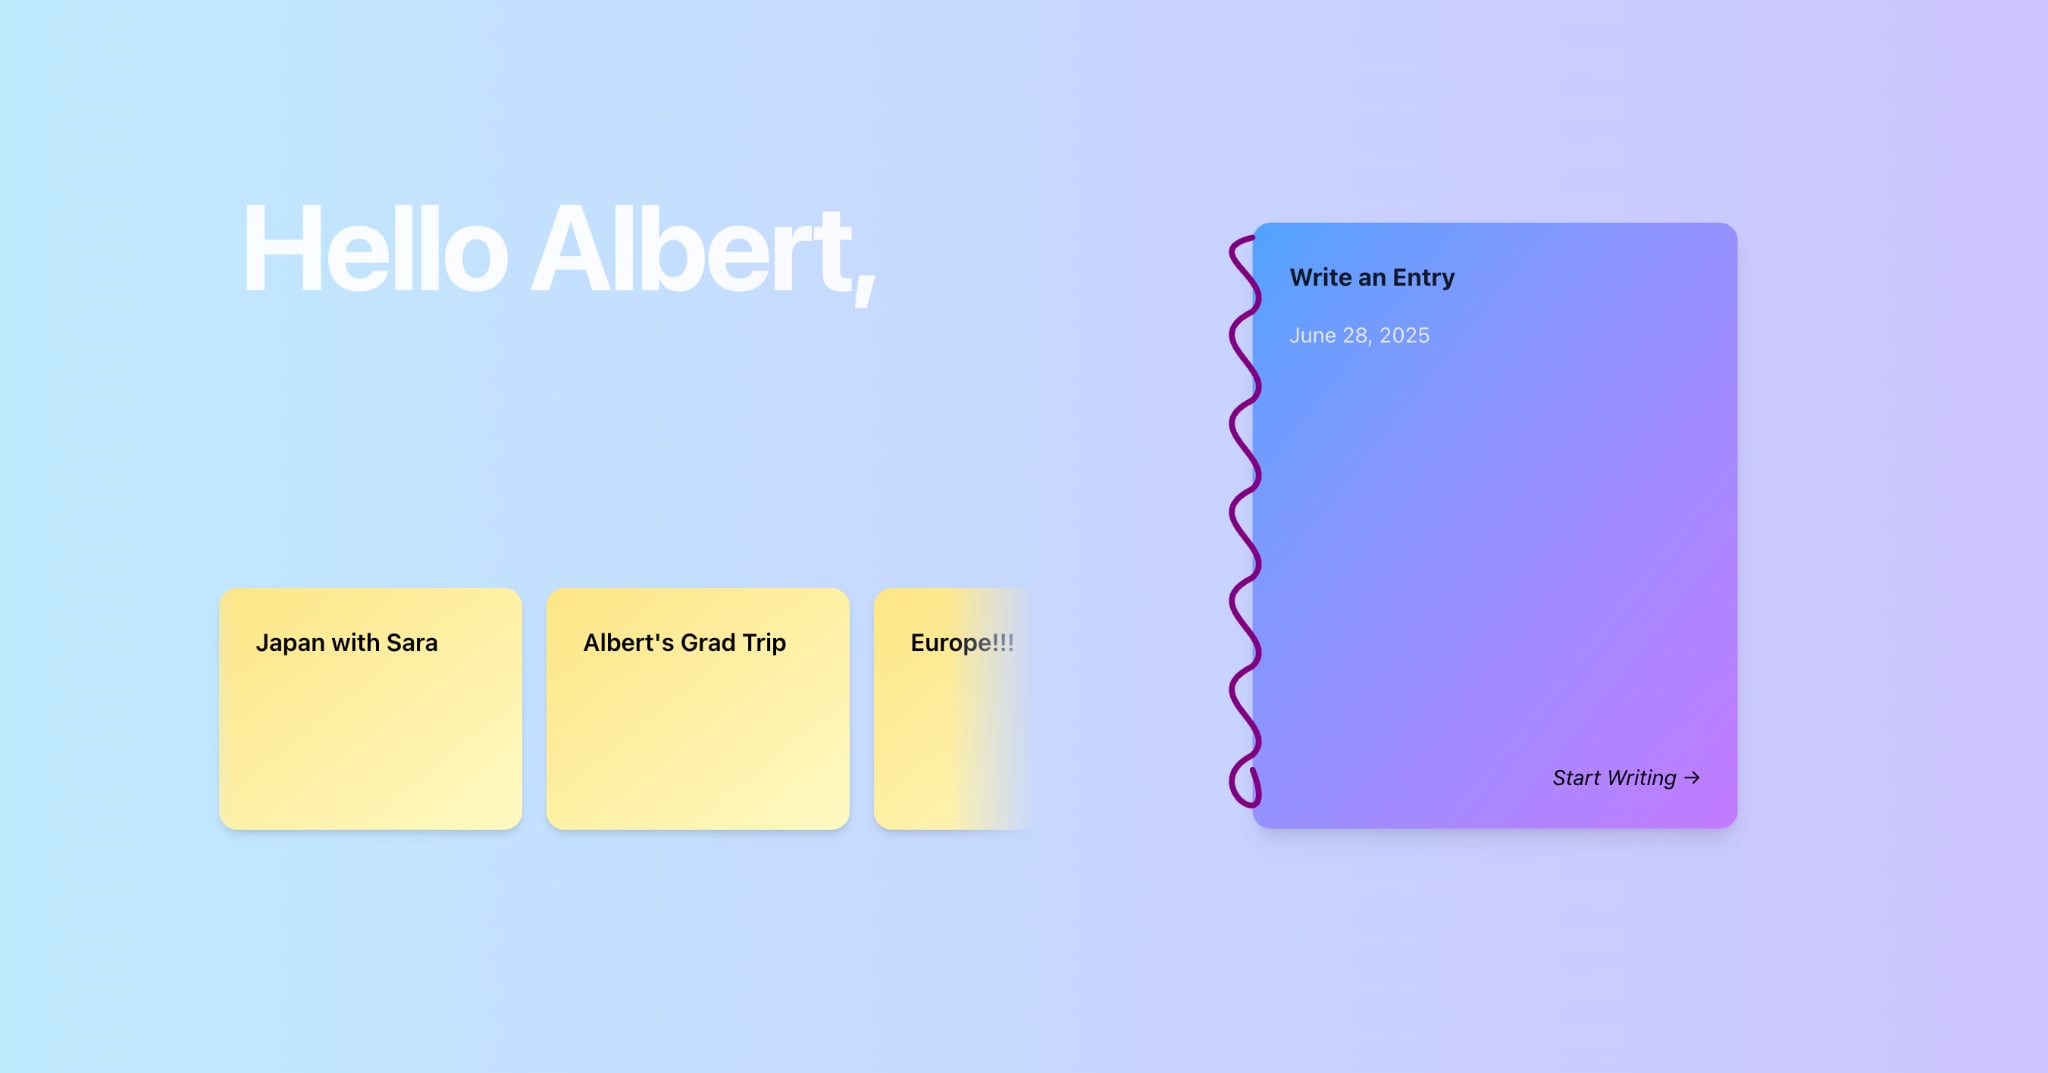 Hello Albert,
Write an Entry
June 28, 2025
Japan with Sara
Albert's Grad Trip
Europe!!!
Start Writing →